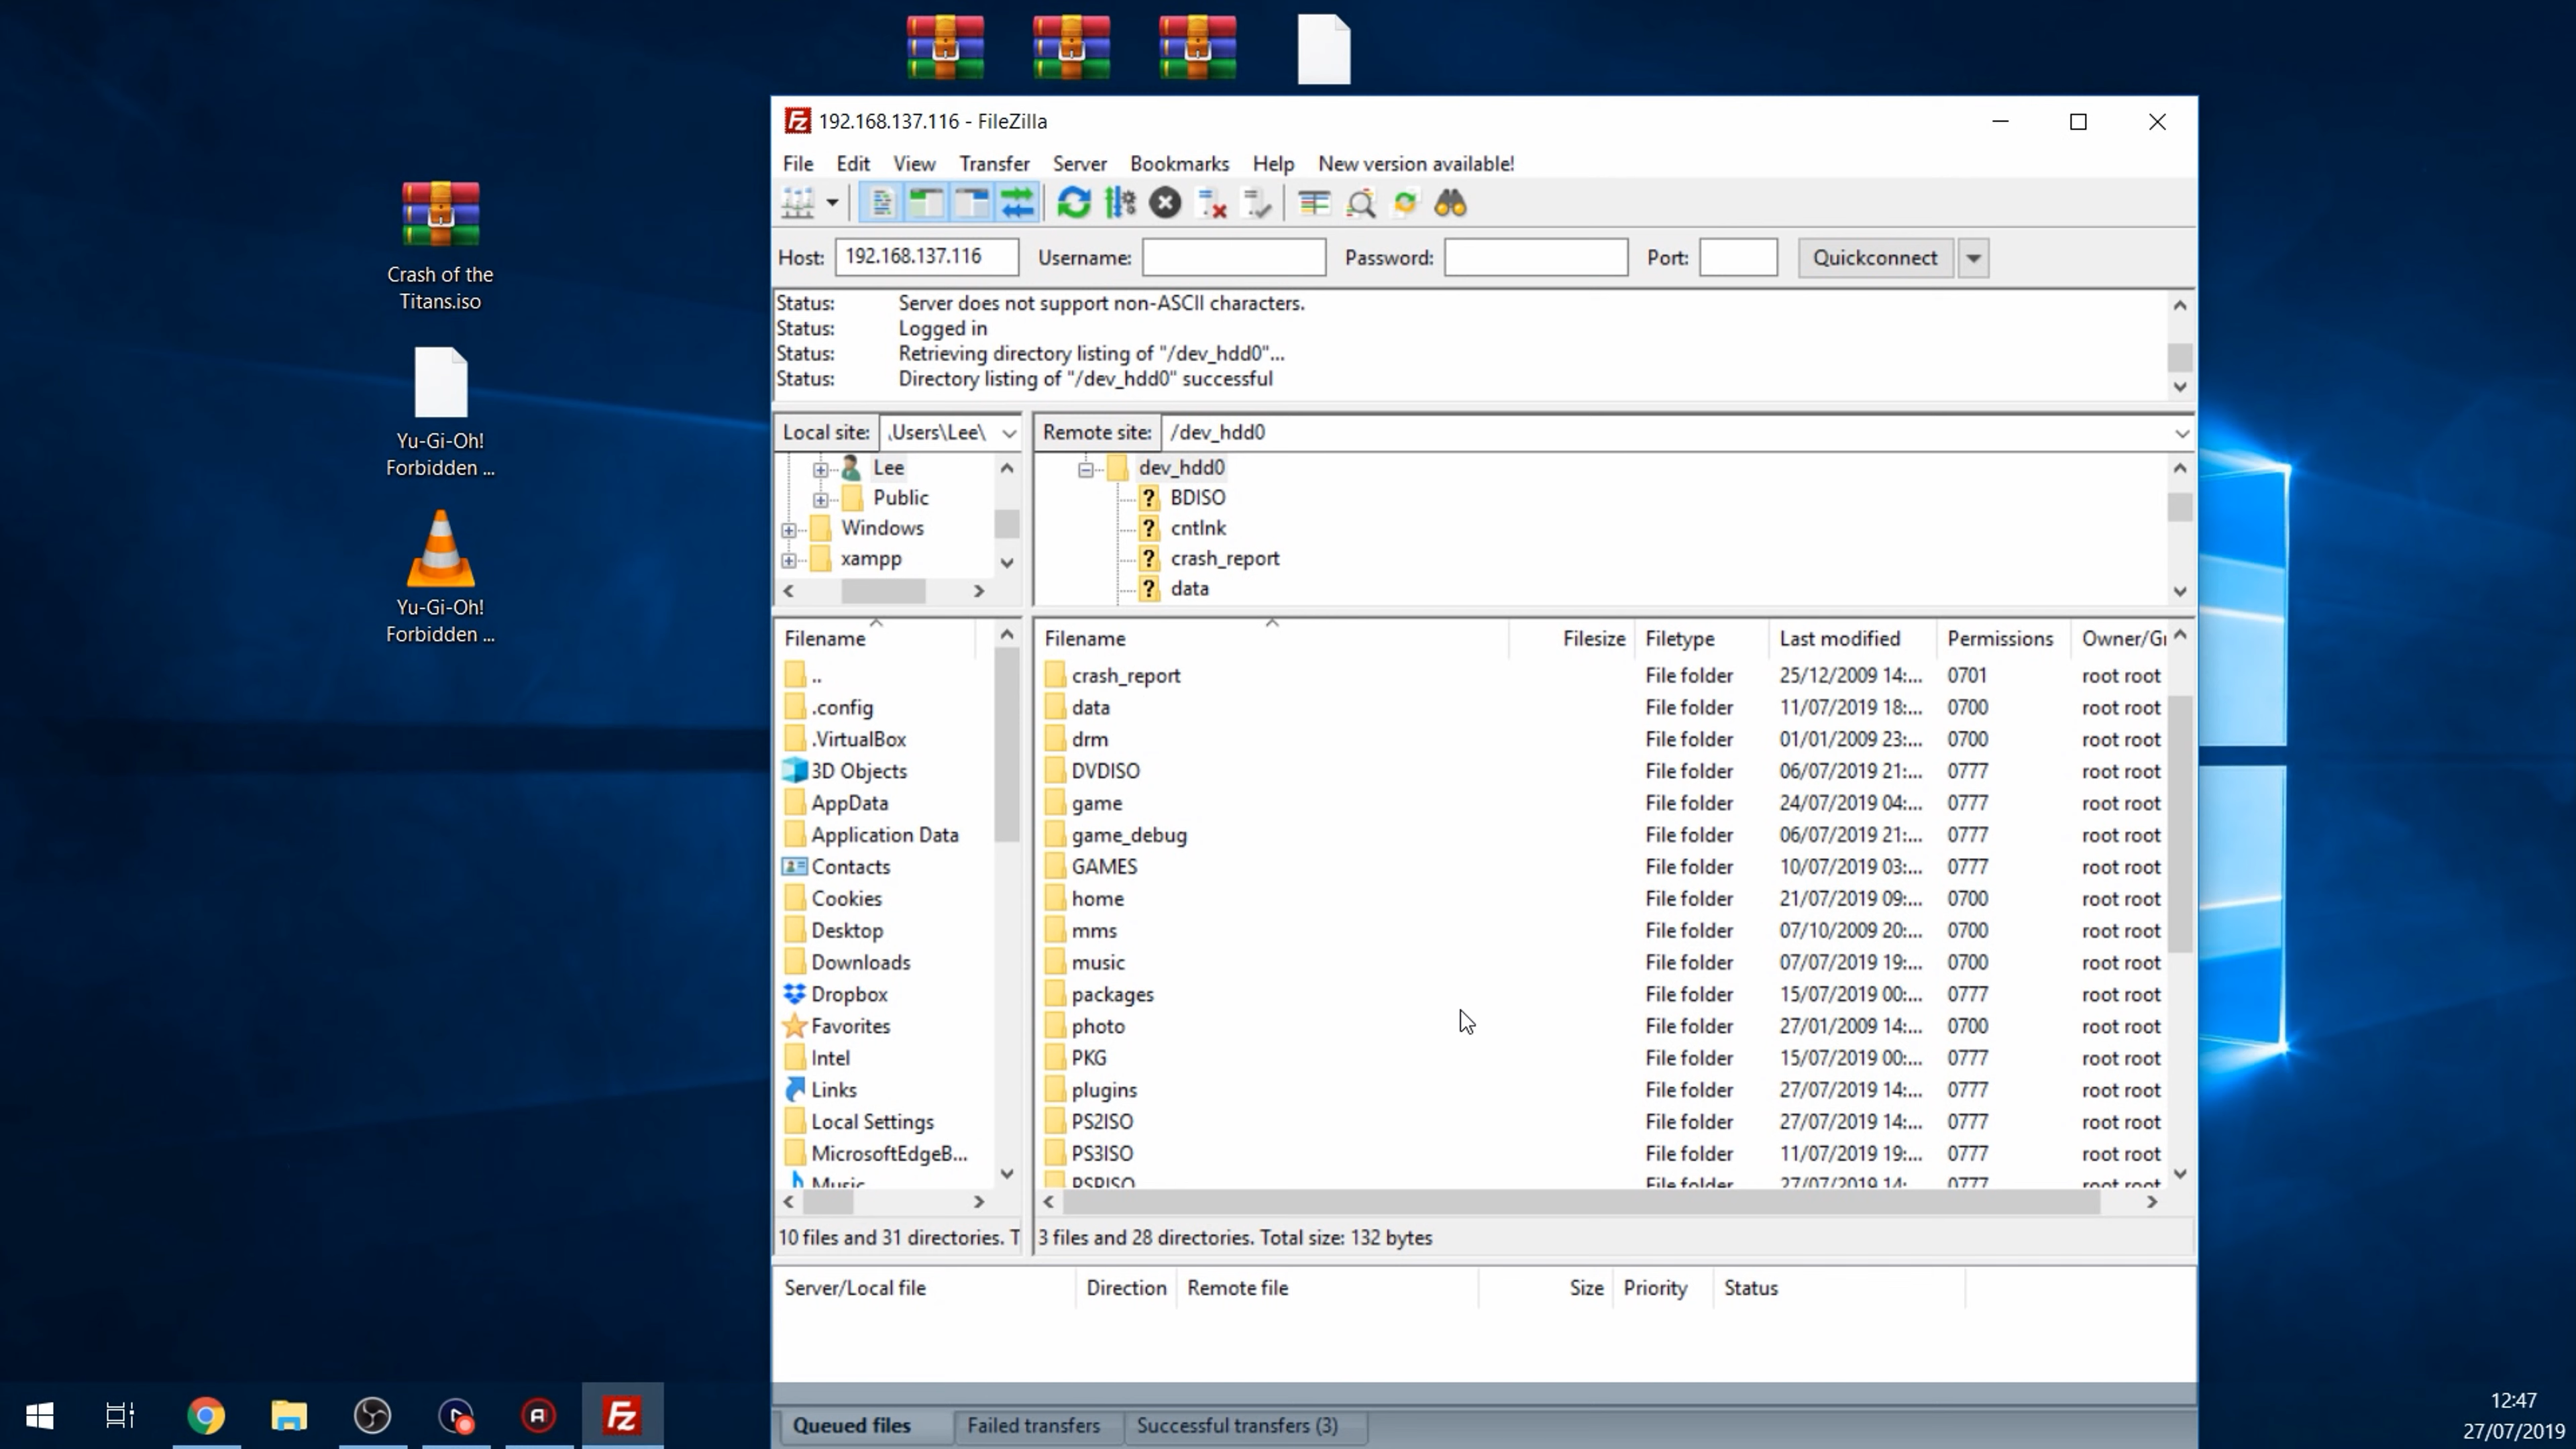 Crash of the
Titans.iso
Yu-Gi-Oh!
Forbidden ...
Yu-Gi-Oh!
Forbidden ...
Fz 192.168.137.116 - FileZilla
File Edit View Transfer Server Bookmarks Help New version available!
Host: 192.168.137.116 Username: Password: Port: Quickconnect
Status: Server does not support non-ASCII characters.
Status: Logged in
Status: Retrieving directory listing of "/dev_hdd0"...
Status: Directory listing of "/dev_hdd0" successful
Local site: Users\Lee\
Lee
Public
Windows
xampp
Remote site: /dev_hdd0
dev_hdd0
? BDISO
? cntlnk
? crash_report
? data
Filename
..
.config
.VirtualBox
3D Objects
AppData
Application Data
Contacts
Cookies
Desktop
Downloads
Dropbox
Favorites
Intel
Links
Local Settings
MicrosoftEdgeB...
Music
10 files and 31 directories. T
Filename Filesize Filetype Last modified Permissions Owner/Gr
crash_report File folder 25/12/2009 14:... 0701 root root
data File folder 11/07/2019 18:... 0700 root root
drm File folder 01/01/2009 23:... 0700 root root
DVDISO File folder 06/07/2019 21:... 0777 root root
game File folder 24/07/2019 04:... 0777 root root
game_debug File folder 06/07/2019 21:... 0777 root root
GAMES File folder 10/07/2019 03:... 0777 root root
home File folder 21/07/2019 09:... 0700 root root
mms File folder 07/10/2009 20:... 0700 root root
music File folder 07/07/2019 19:... 0700 root root
packages File folder 15/07/2019 00:... 0777 root root
photo File folder 27/01/2009 14:... 0700 root root
PKG File folder 15/07/2019 00:... 0777 root root
plugins File folder 27/07/2019 14:... 0777 root root
PS2ISO File folder 27/07/2019 14:... 0777 root root
PS3ISO File folder 11/07/2019 19:... 0777 root root
PSPISO File folder 27/07/2019 14: 0777 root root
3 files and 28 directories. Total size: 132 bytes
Server/Local file Direction Remote file Size Priority Status
Queued files Failed transfers Successful transfers (3)
Fz
12:47
27/07/2019